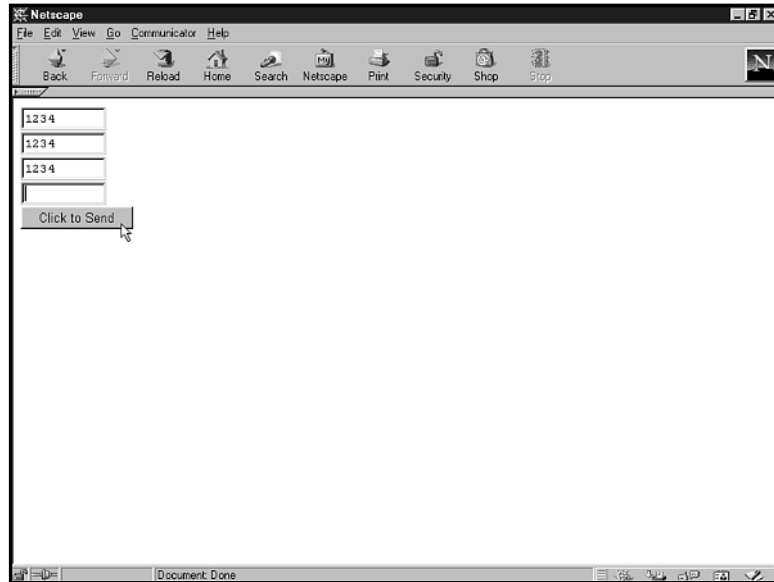 Netscape
File Edit View Go Communicator Help
My
Back Forward Reload Home Search Netscape Print Security Shop Stop
N
1234
1234
1234
Click to Send
Document: Done